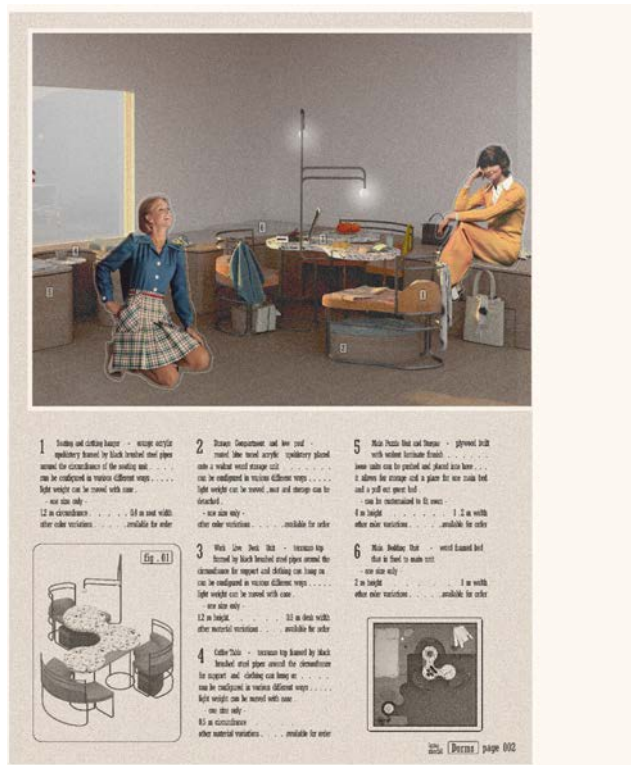 1 Seating and clothing hanger - orange acrylic
upholstery framed by black brushed steel pipes
around the circumference of the seating unit . . . .
can be configured in various different ways . . . . .
light weight can be moved with ease .
- one size only -
1.2 m circumference . . . . 0.6 m seat width
other color variations . . . . available for order
2 Storage Compartment and low pouf -
round blue toned acrylic upholstery placed
onto a walnut wood storage unit . . . . . . .
can be configured in various different ways . . . . .
light weight can be moved , seat and storage can be
detached .
- one size only -
other color variations . . . . . available for order
3 Work Live Desk Unit - terrazzo top
framed by black brushed steel pipes around the
circumference for support and clothing can hang on .
can be configured in various different ways . . . . .
light weight can be moved with ease
- one size only -
1.2 m height . . . . . . desk width
other material variations . . . . available for order
4 Coffee Table - terrazzo top framed by black
brushed steel pipes around the circumference
for support and clothing can hang on . . . . .
can be configured in various different ways . . . . .
light weight can be moved with ease
- one size only -
0.5 m circumference
other material variations . . . . available for order
5 Main Puzzle Unit and Storage - plywood built
with walnut laminate finish . . . . . . . .
loose units can be pushed and placed into here . . .
it allows for storage and a place for one main bed
and a pull out guest bed .
- can be customized to fit room -
4 m height . . . . . . . . 1 .2 m width
other color variations . . . . . available for order
6 Main Bedding Unit - wood framed bed
that is fixed to main unit
- one size only -
2 m height . . . . . . . . 1 m width
other color variations . . . . . available for order
fig . 01
Dorms page 002